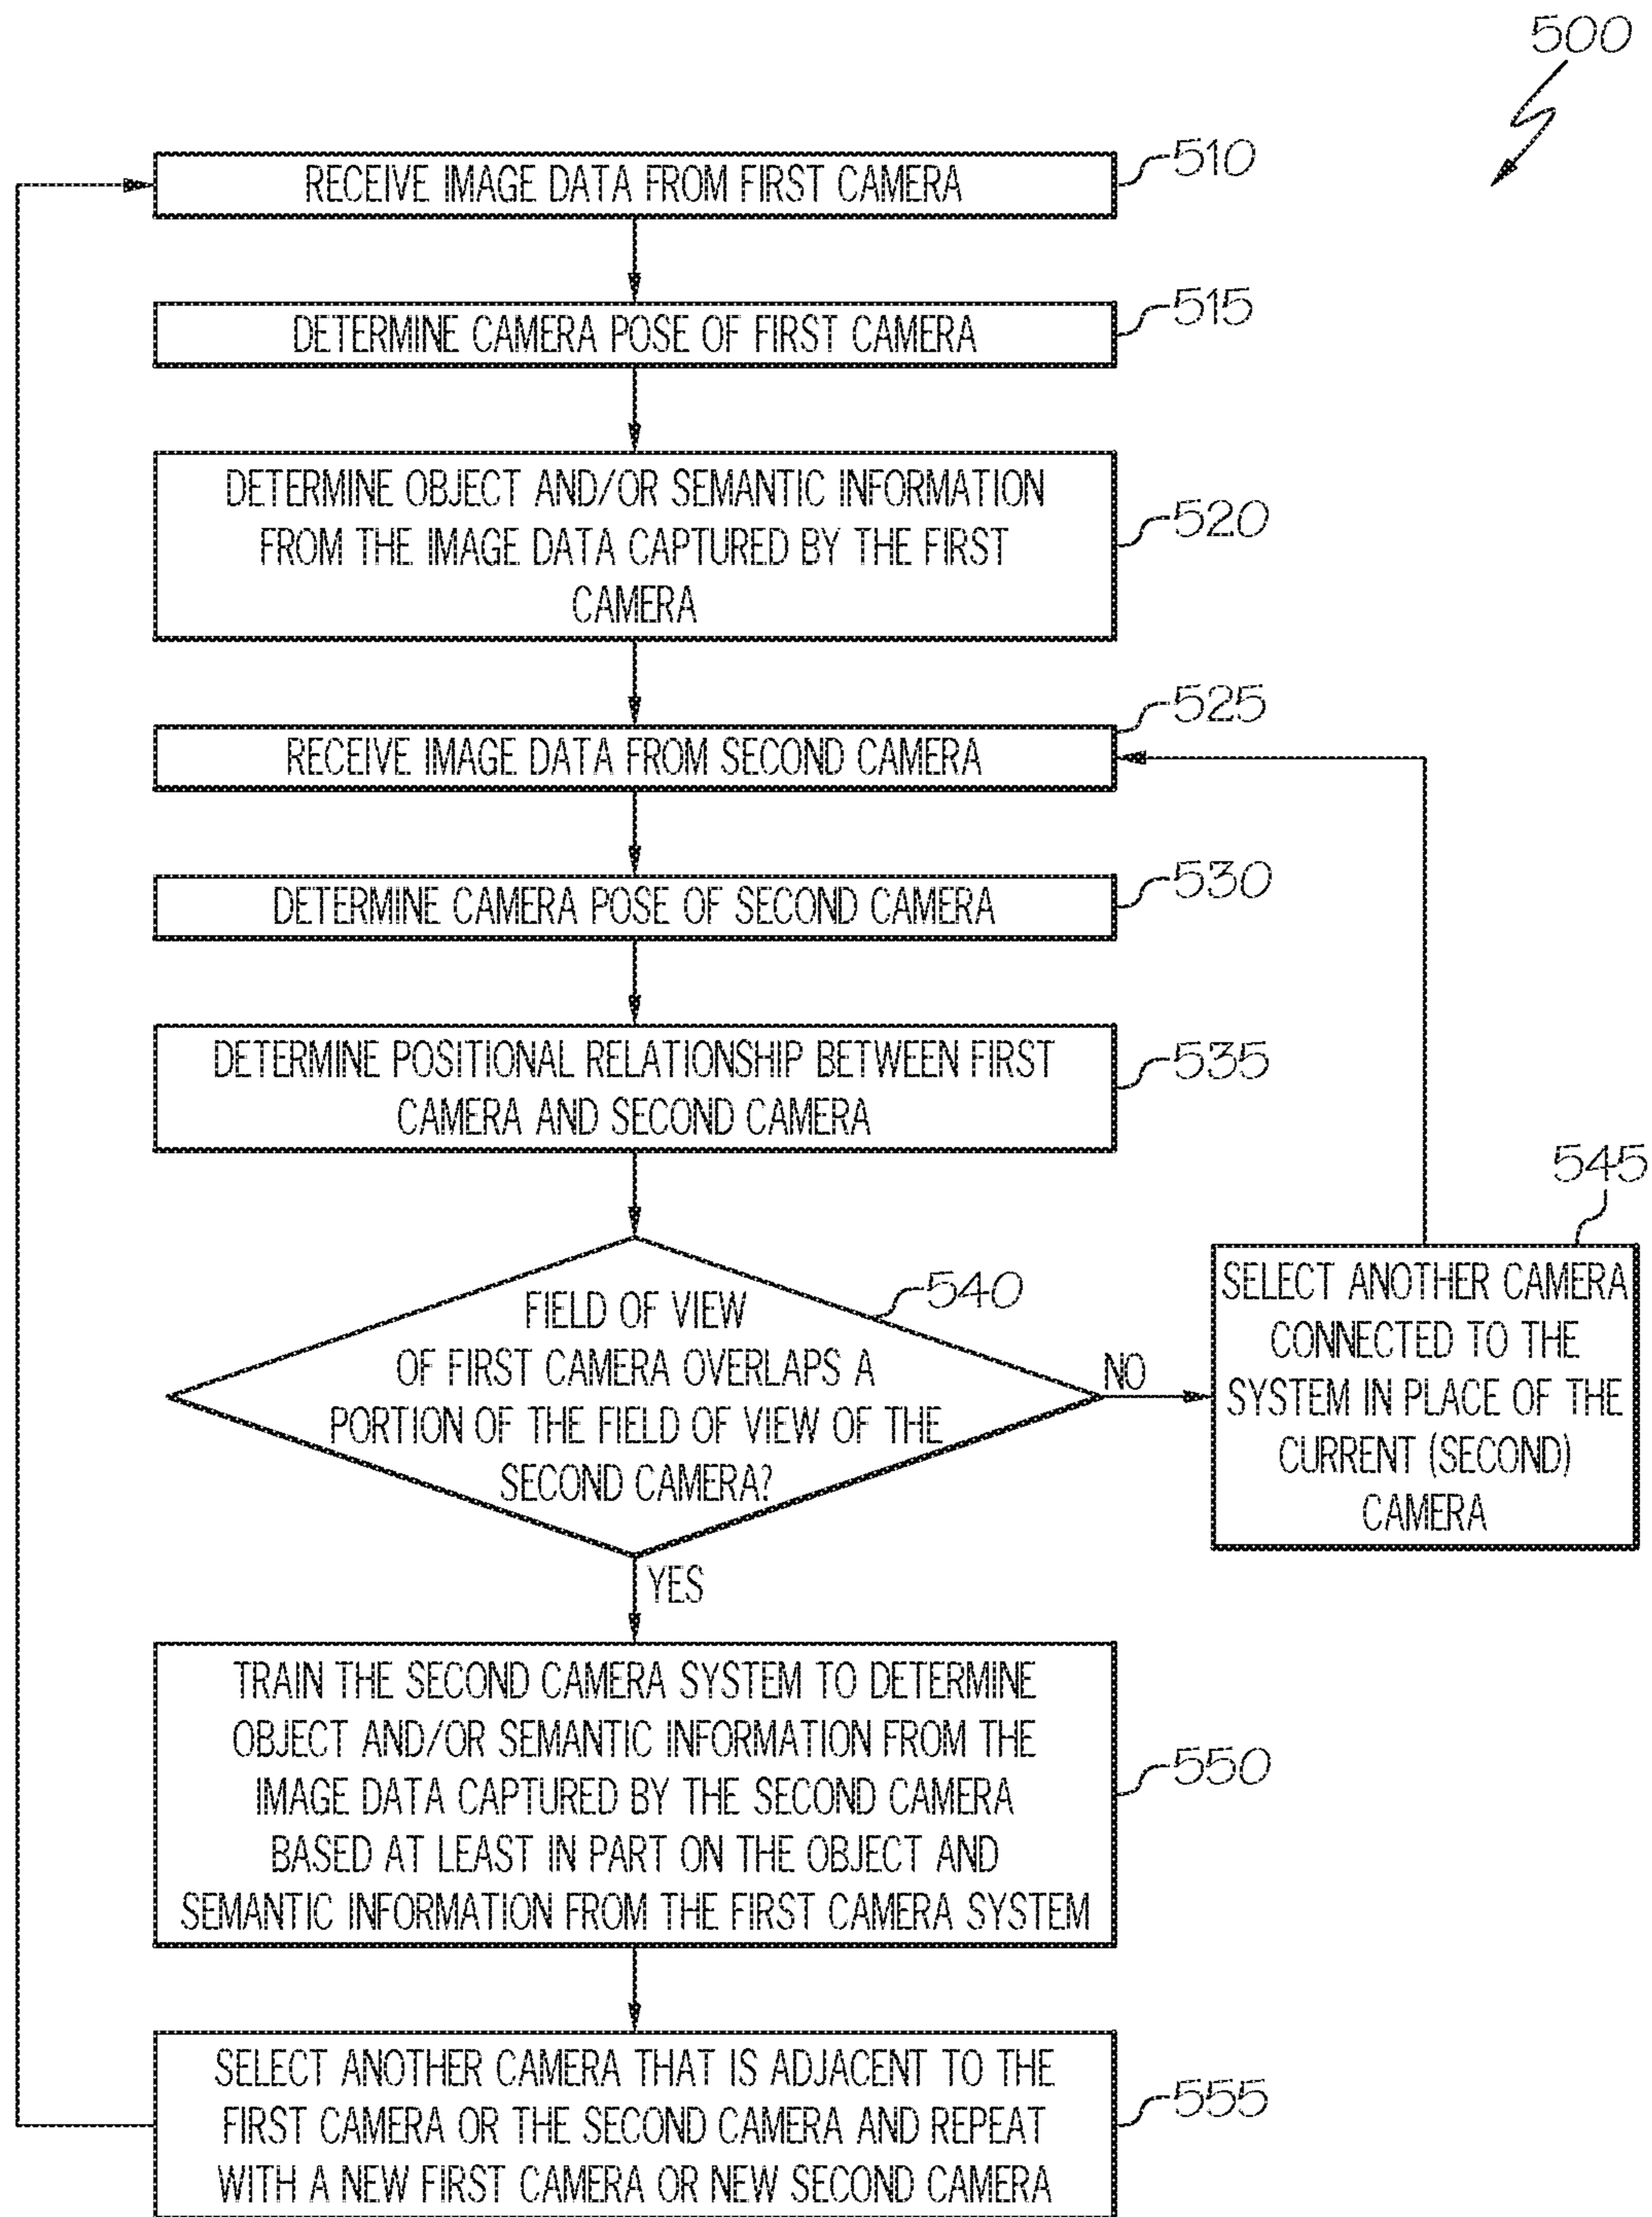 500
RECEIVE IMAGE DATA FROM FIRST CAMERA
510
DETERMINE CAMERA POSE OF FIRST CAMERA
515
DETERMINE OBJECT AND/OR SEMANTIC INFORMATION
FROM THE IMAGE DATA CAPTURED BY THE FIRST
CAMERA
520
RECEIVE IMAGE DATA FROM SECOND CAMERA
525
DETERMINE CAMERA POSE OF SECOND CAMERA
530
DETERMINE POSITIONAL RELATIONSHIP BETWEEN FIRST
CAMERA AND SECOND CAMERA
535
FIELD OF VIEW
OF FIRST CAMERA OVERLAPS A
PORTION OF THE FIELD OF VIEW OF THE
SECOND CAMERA?
540
NO
545
SELECT ANOTHER CAMERA
CONNECTED TO THE
SYSTEM IN PLACE OF THE
CURRENT (SECOND)
CAMERA
YES
TRAIN THE SECOND CAMERA SYSTEM TO DETERMINE
OBJECT AND/OR SEMANTIC INFORMATION FROM THE
IMAGE DATA CAPTURED BY THE SECOND CAMERA
BASED AT LEAST IN PART ON THE OBJECT AND
SEMANTIC INFORMATION FROM THE FIRST CAMERA SYSTEM
550
SELECT ANOTHER CAMERA THAT IS ADJACENT TO THE
FIRST CAMERA OR THE SECOND CAMERA AND REPEAT
WITH A NEW FIRST CAMERA OR NEW SECOND CAMERA
555